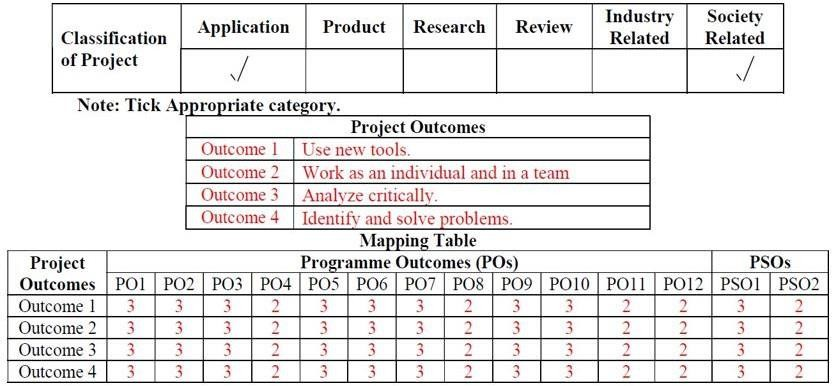 Classification of Project Application Product Research Review Industry Related Society Related
√ √
Note: Tick Appropriate category.
Project Outcomes
Outcome 1 Use new tools.
Outcome 2 Work as an individual and in a team
Outcome 3 Analyze critically.
Outcome 4 Identify and solve problems.
Mapping Table
Project Outcomes Programme Outcomes (POs) PSOs
PO1 PO2 PO3 PO4 PO5 PO6 PO7 PO8 PO9 PO10 PO11 PO12 PSO1 PSO2
Outcome 1 3 3 3 2 3 3 3 2 3 3 2 2 3 2
Outcome 2 3 3 3 2 3 3 3 2 3 3 2 2 3 2
Outcome 3 3 3 3 2 3 3 3 2 3 3 2 2 3 2
Outcome 4 3 3 3 2 3 3 3 2 3 3 2 2 3 2